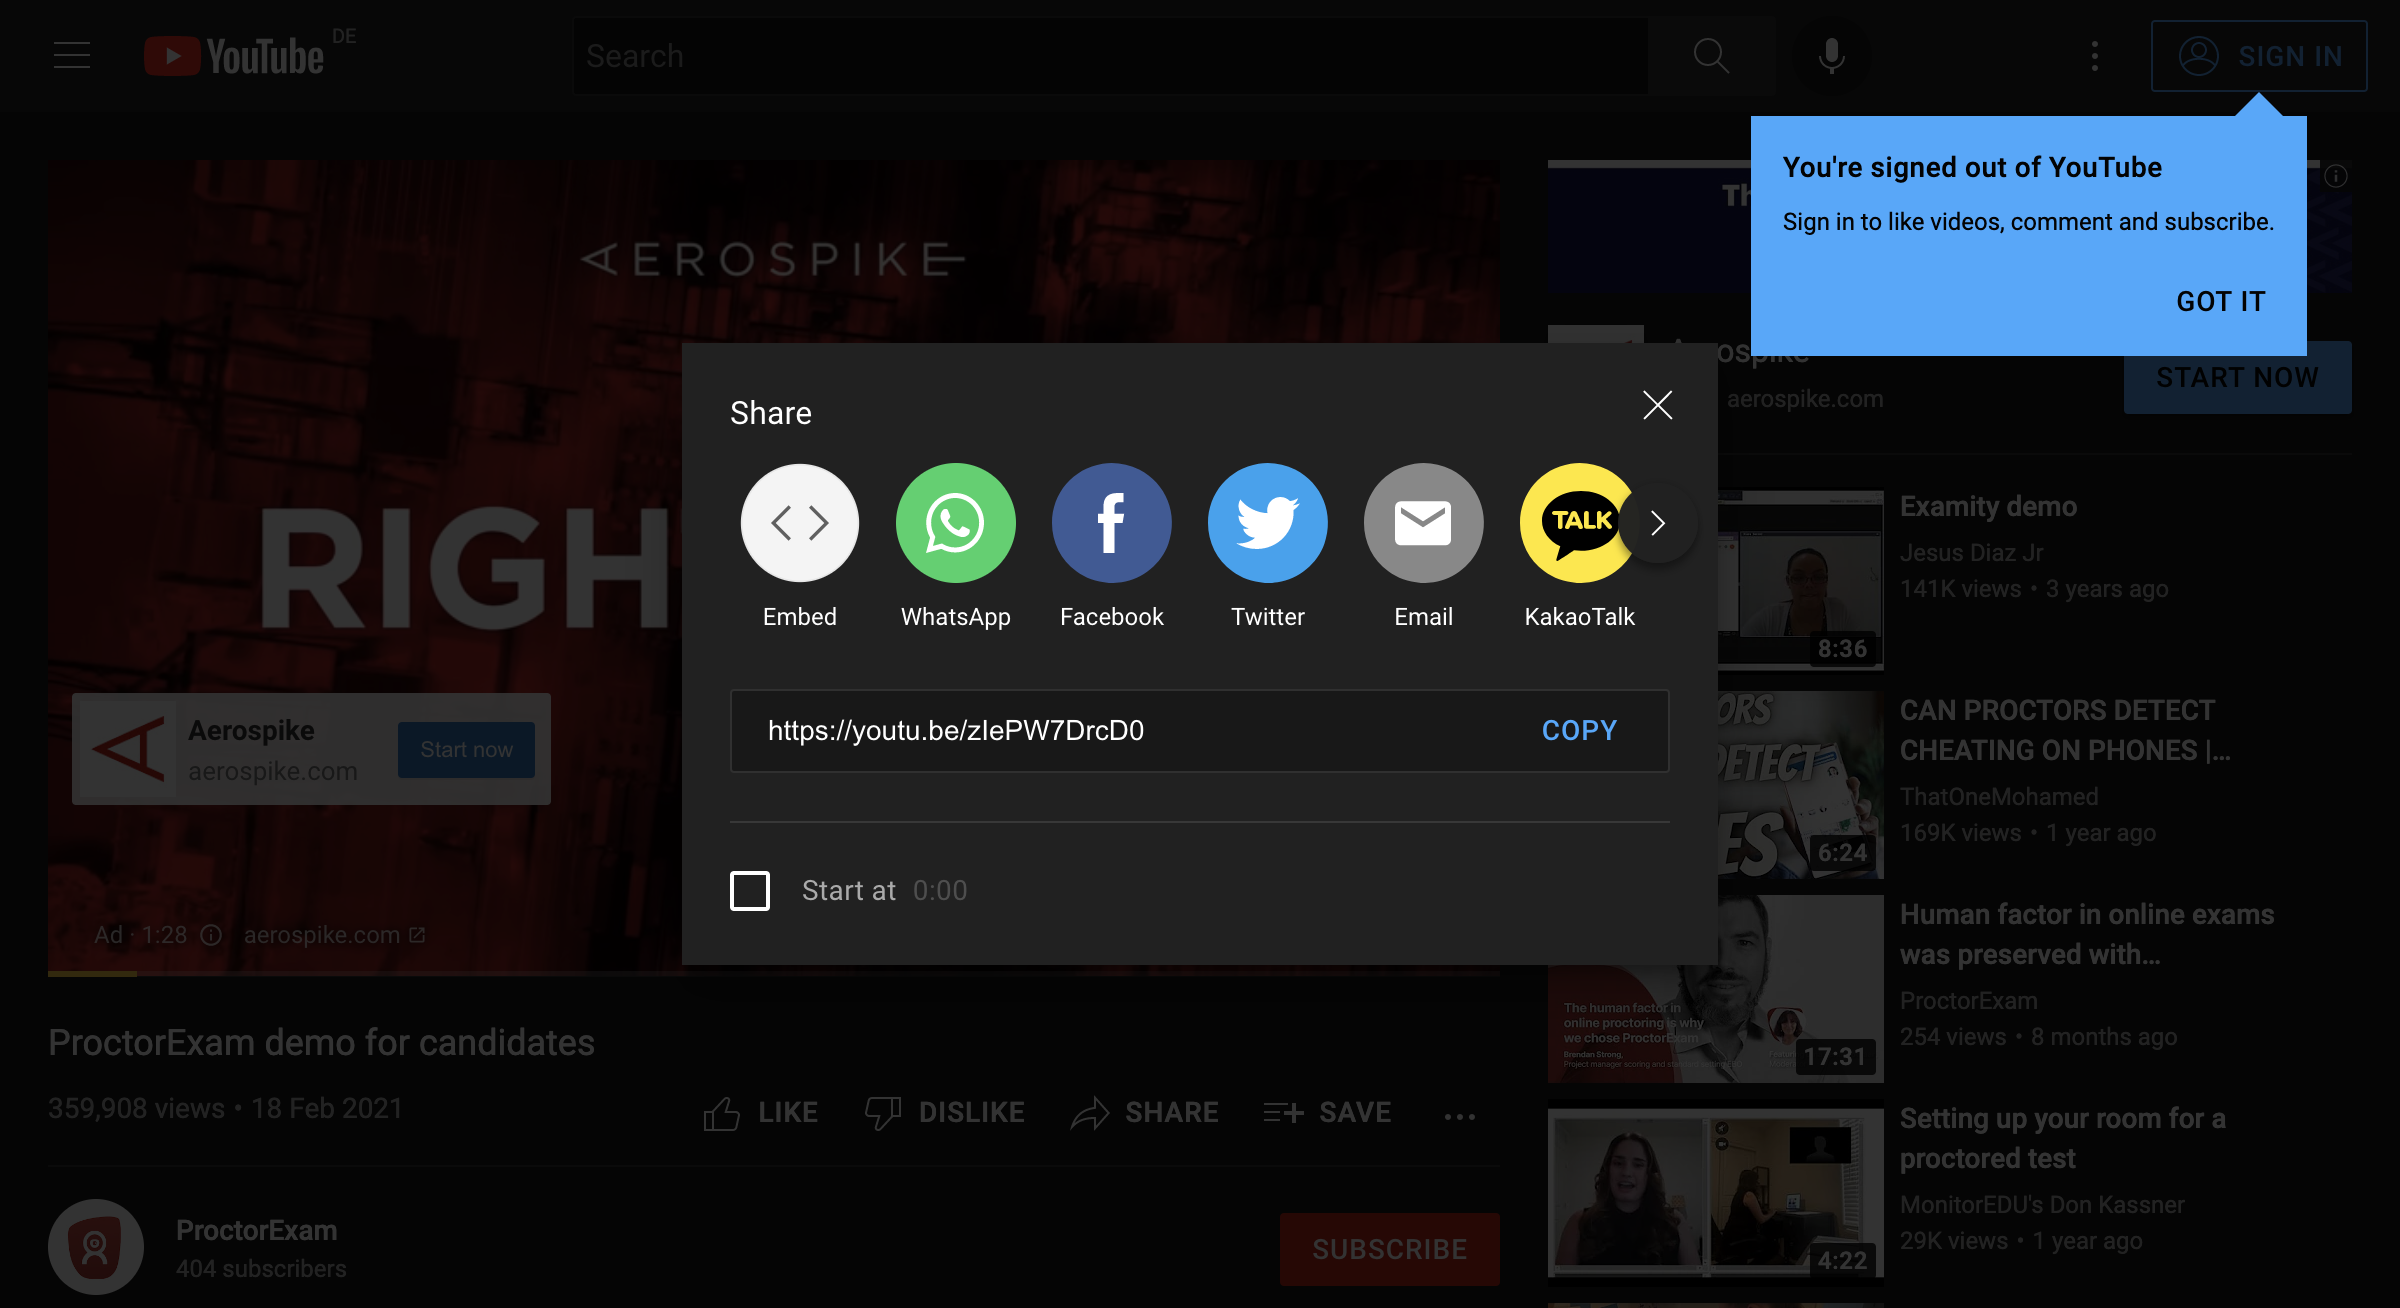 YouTube DE
Search
SIGN IN
You're signed out of YouTube
Sign in to like videos, comment and subscribe.
GOT IT
AEROSPIKE
RIGH
Aerospike
aerospike.com
Start now
Ad · 1:28
aerospike.com
Share
TALK
Embed
WhatsApp
Facebook
Twitter
Email
KakaoTalk
https://youtu.be/zIePW7DrcD0
COPY
Start at 0:00
ProctorExam demo for candidates
359,908 views • 18 Feb 2021
LIKE
DISLIKE
SHARE
SAVE
ProctorExam
404 subscribers
SUBSCRIBE
Th
ospike
aerospike.com
START NOW
8:36
Examity demo
Jesus Diaz Jr
141K views • 3 years ago
ORS
DETECT
ES
6:24
CAN PROCTORS DETECT
CHEATING ON PHONES |...
ThatOneMohamed
169K views • 1 year ago
The human factor in
online proctoring is why
we chose ProctorExam
Brendan Strong,
17:31
Human factor in online exams
was preserved with...
ProctorExam
254 views • 8 months ago
4:22
Setting up your room for a
proctored test
MonitorEDU's Don Kassner
29K views • 1 year ago